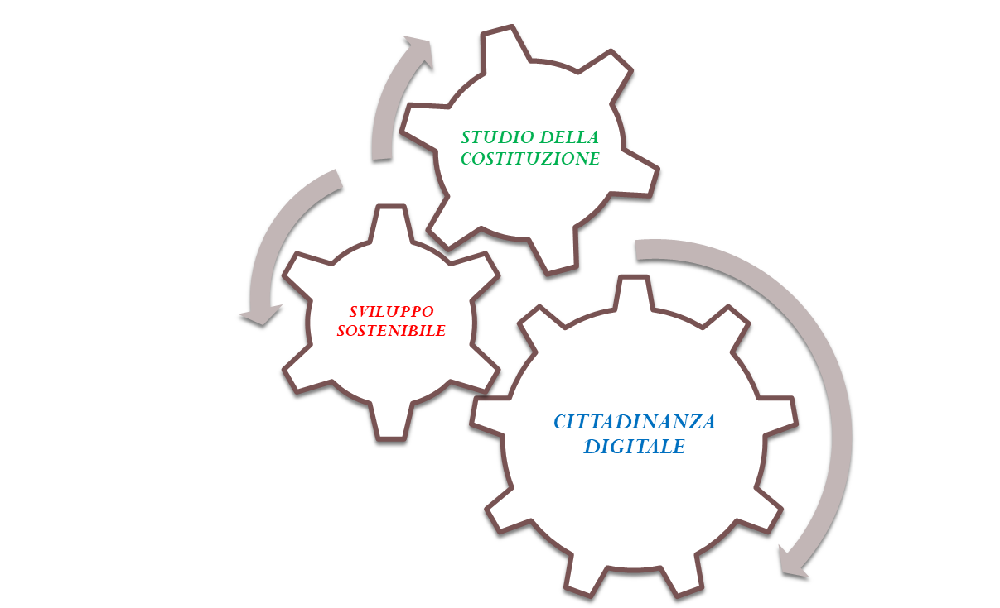 STUDIO DELLA
COSTITUZIONE
SVILUPPO
SOSTENIBILE
CITTADINANZA
DIGITALE